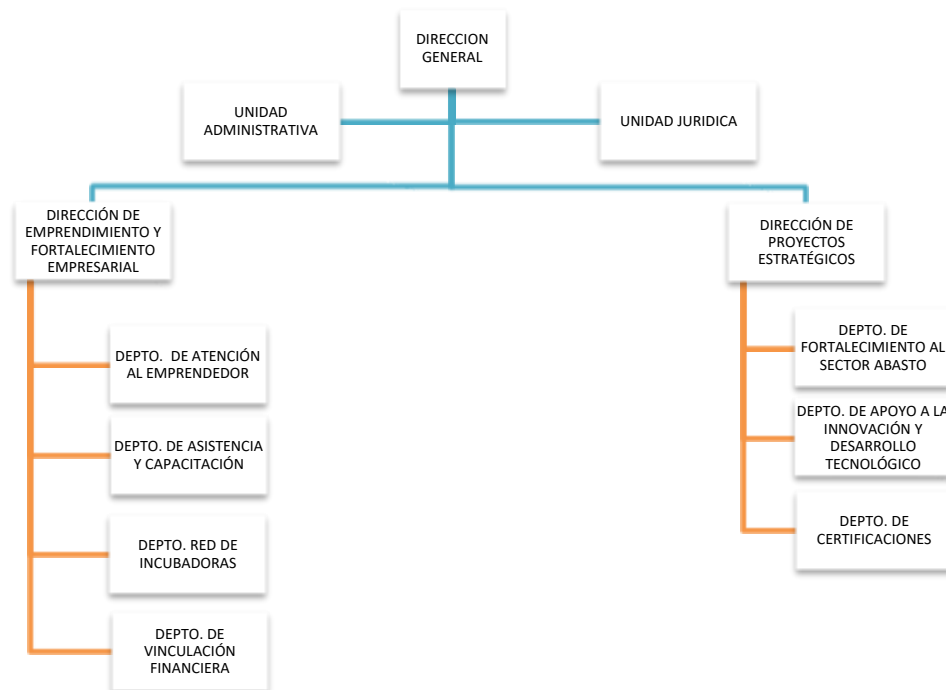 DIRECCION
GENERAL
UNIDAD
ADMINISTRATIVA
UNIDAD JURIDICA
DIRECCIÓN DE
EMPRENDIMIENTO Y
FORTALECIMIENTO
EMPRESARIAL
DIRECCIÓN DE
PROYECTOS
ESTRATÉGICOS
DEPTO. DE ATENCIÓN
AL EMPRENDEDOR
DEPTO. DE ASISTENCIA
Y CAPACITACIÓN
DEPTO. RED DE
INCUBADORAS
DEPTO. DE
VINCULACIÓN
FINANCIERA
DEPTO. DE
FORTALECIMIENTO AL
SECTOR ABASTO
DEPTO. DE APOYO A LA
INNOVACIÓN Y
DESARROLLO
TECNOLÓGICO
DEPTO. DE
CERTIFICACIONES